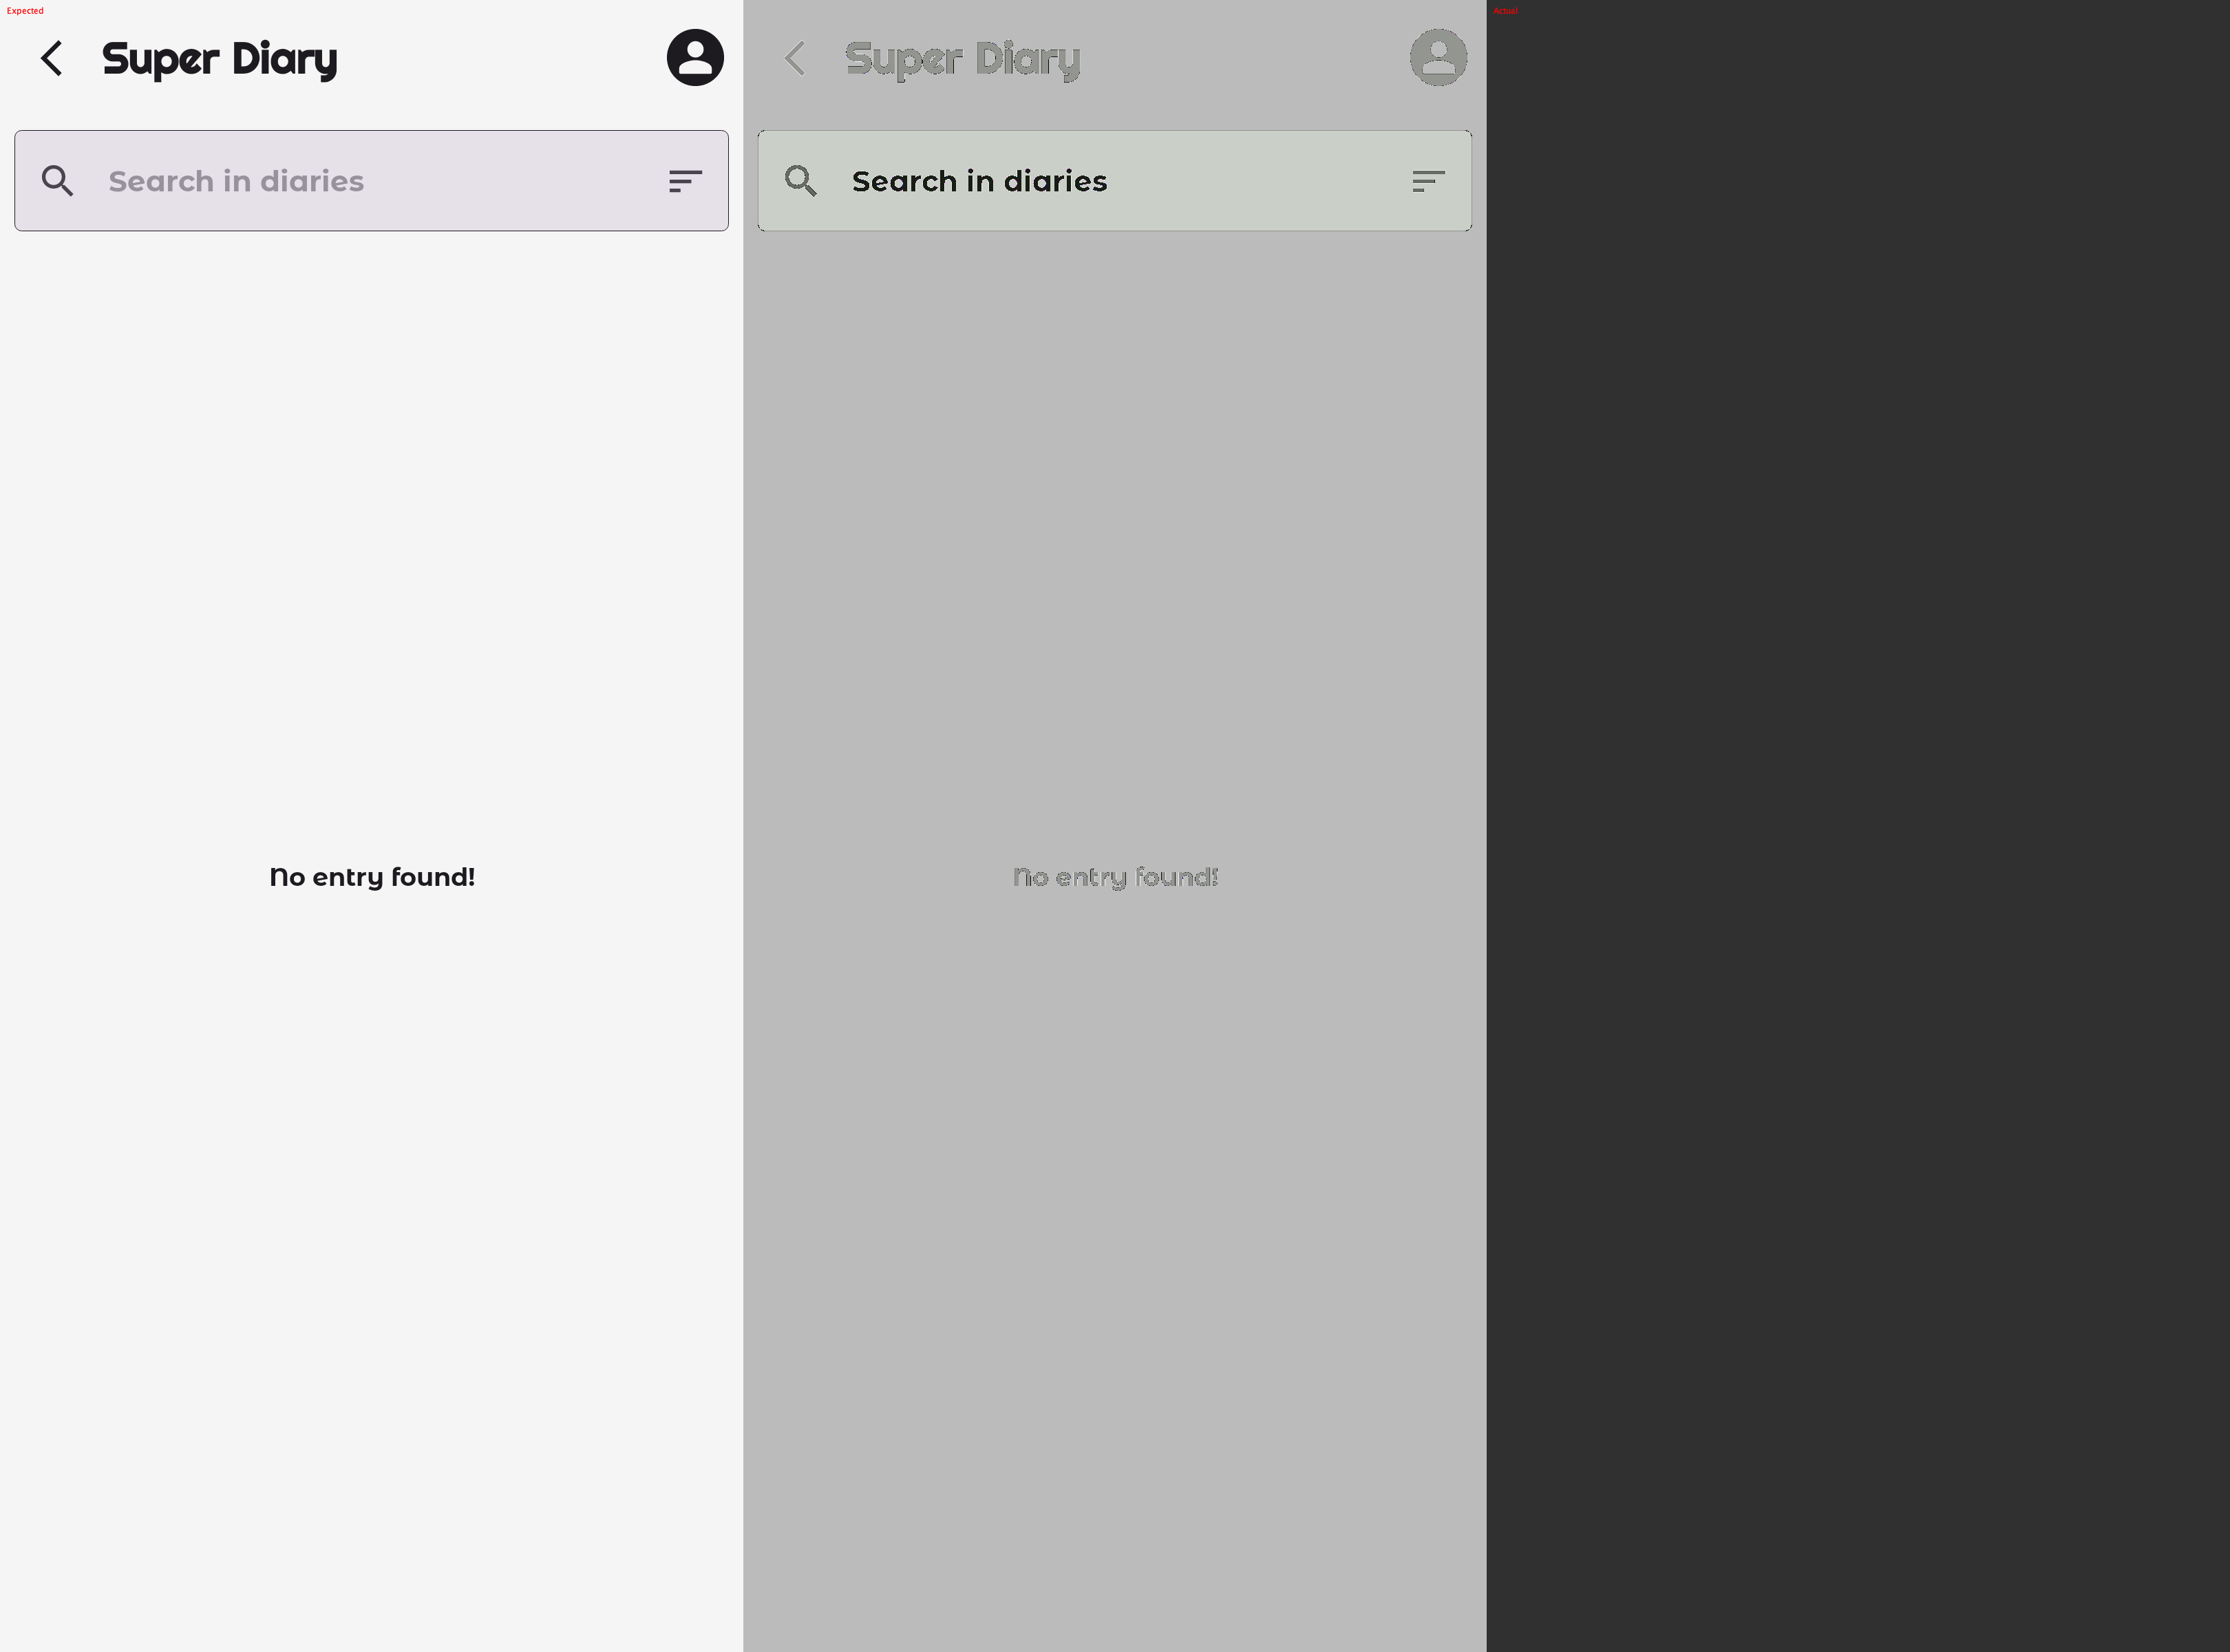 Expected
Actual
Super Diary
Super Diary
Search in diaries
Search in diaries
No entry found!
No entry found!